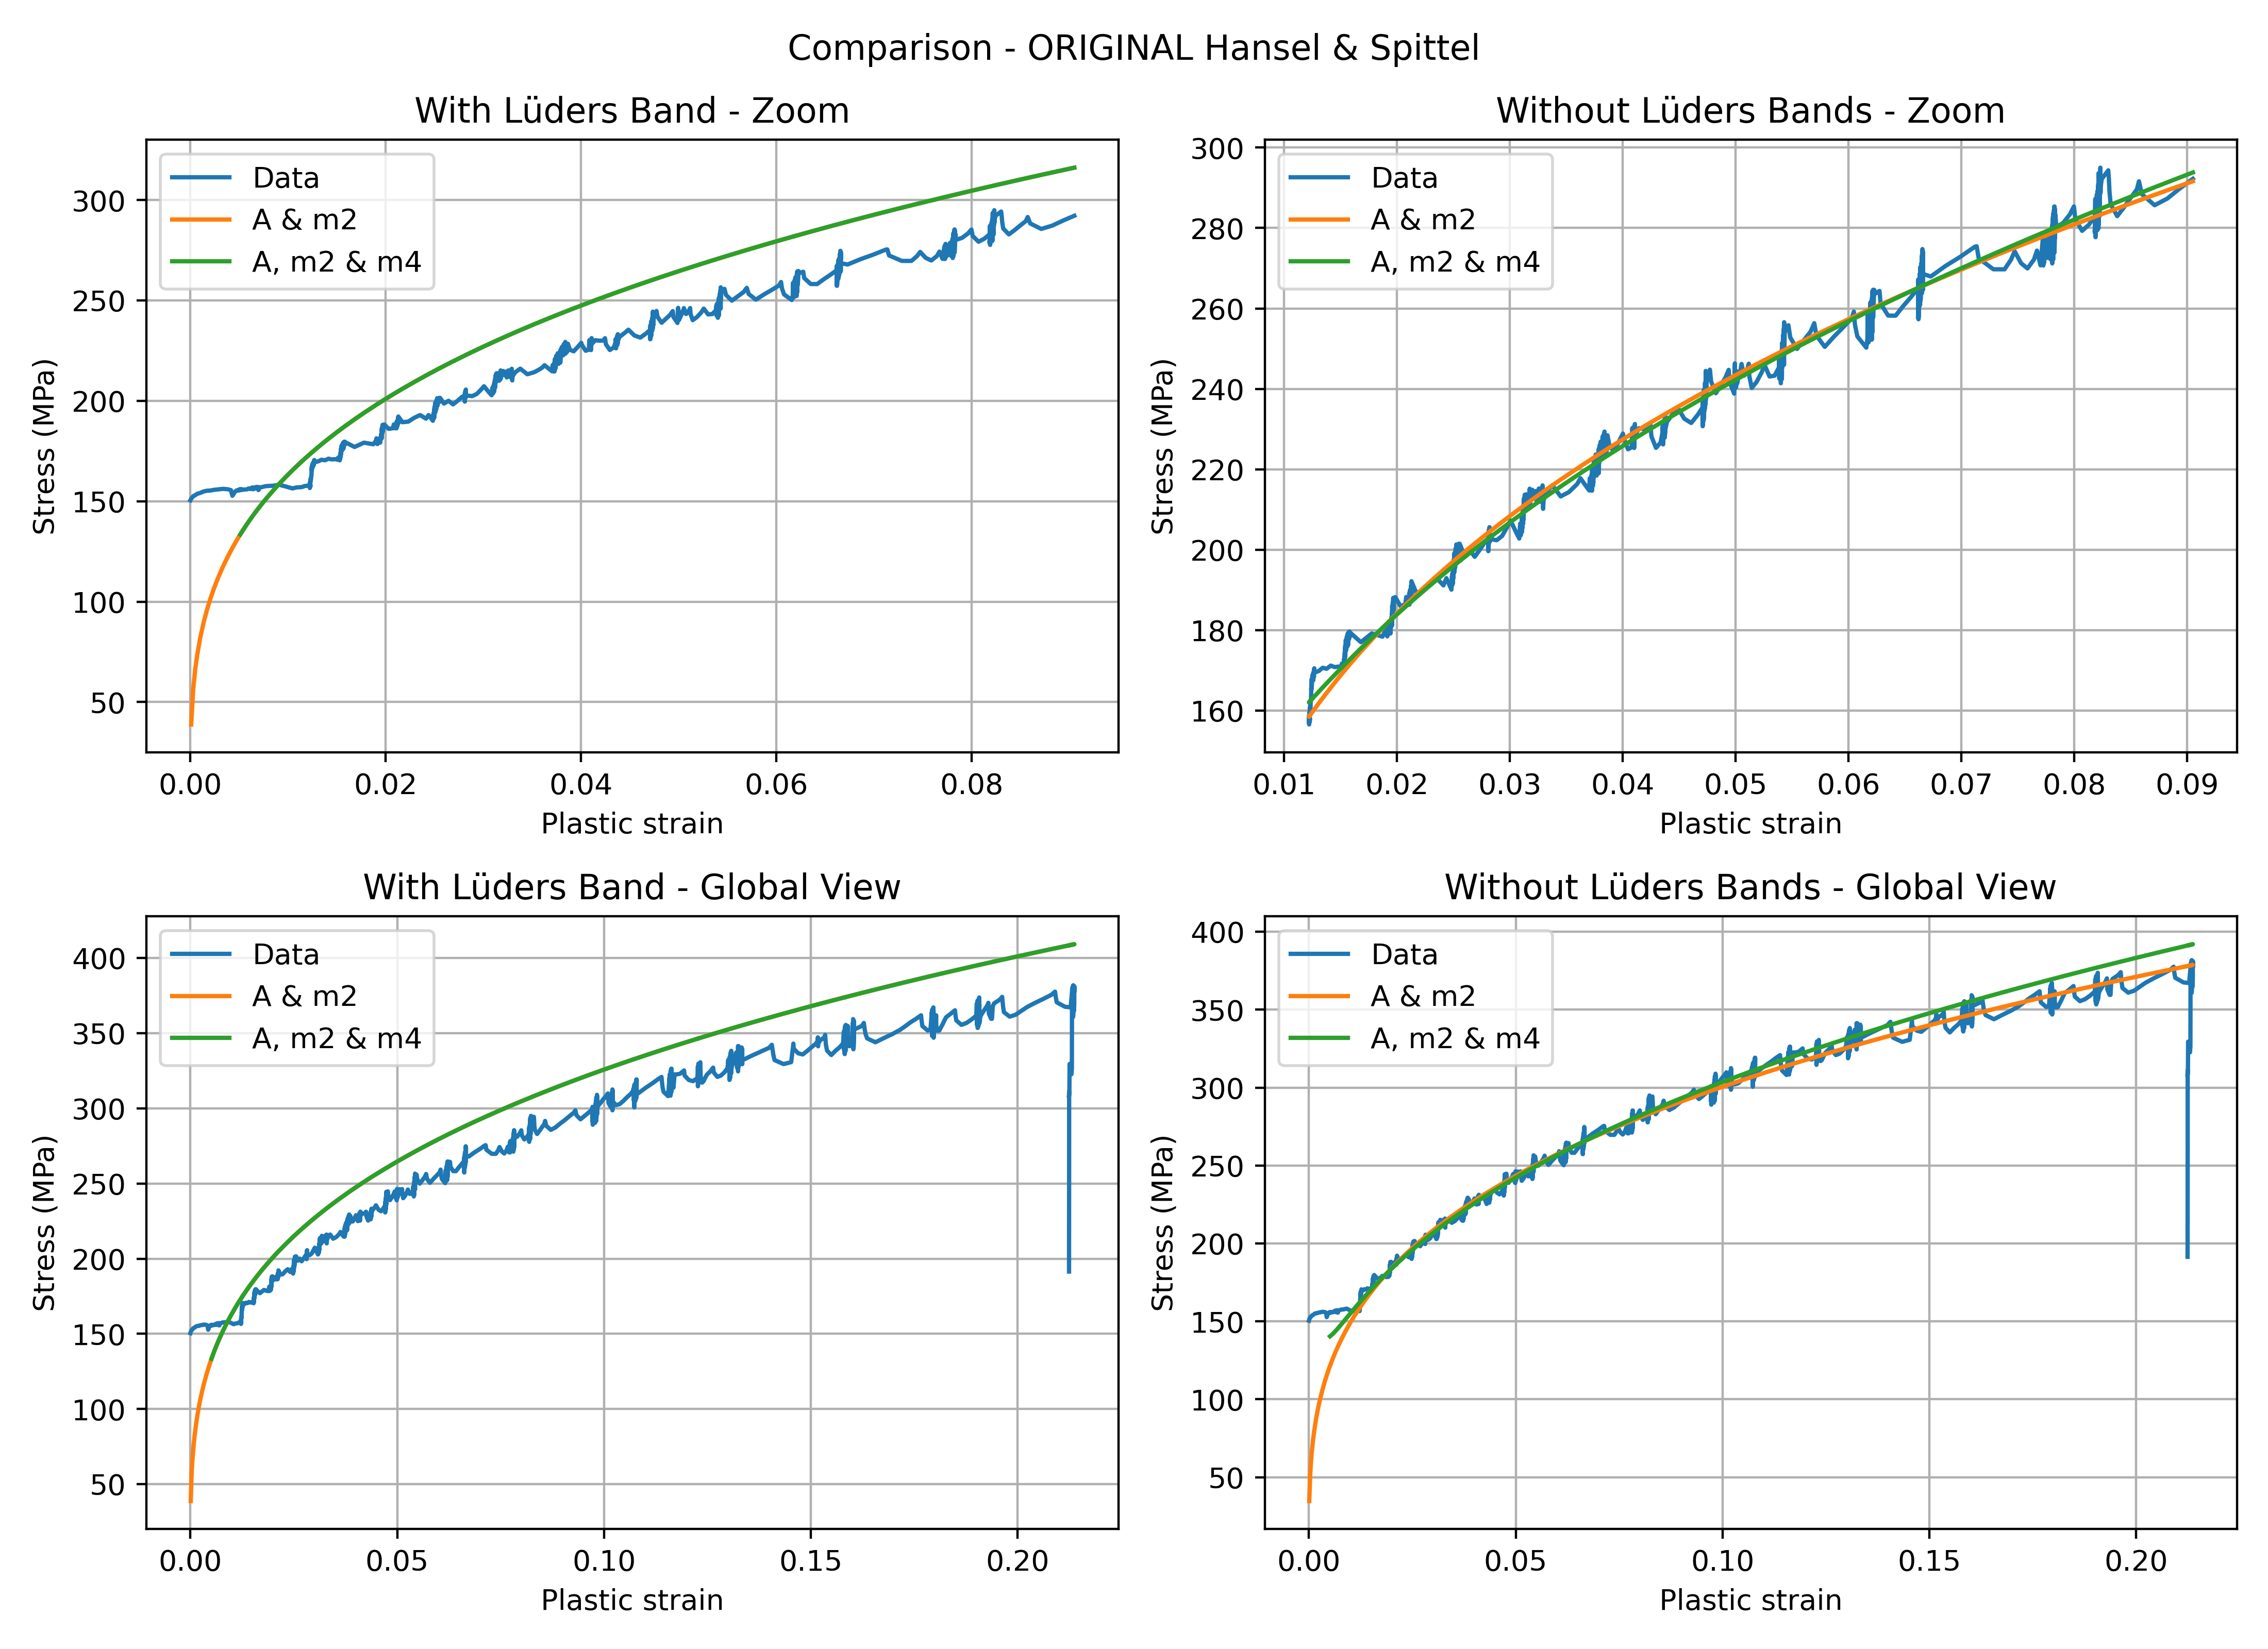 Comparison - ORIGINAL Hansel & Spittel
With Lüders Band - Zoom
Stress (MPa)
300
250
200
150
100
50
Data
A & m2
A, m2 & m4
0.00 0.02 0.04 0.06 0.08
Plastic strain
Without Lüders Bands - Zoom
Stress (MPa)
300
280
260
240
220
200
180
160
Data
A & m2
A, m2 & m4
0.01 0.02 0.03 0.04 0.05 0.06 0.07 0.08 0.09
Plastic strain
With Lüders Band - Global View
Stress (MPa)
400
350
300
250
200
150
100
50
Data
A & m2
A, m2 & m4
0.00 0.05 0.10 0.15 0.20
Plastic strain
Without Lüders Bands - Global View
Stress (MPa)
400
350
300
250
200
150
100
50
Data
A & m2
A, m2 & m4
0.00 0.05 0.10 0.15 0.20
Plastic strain